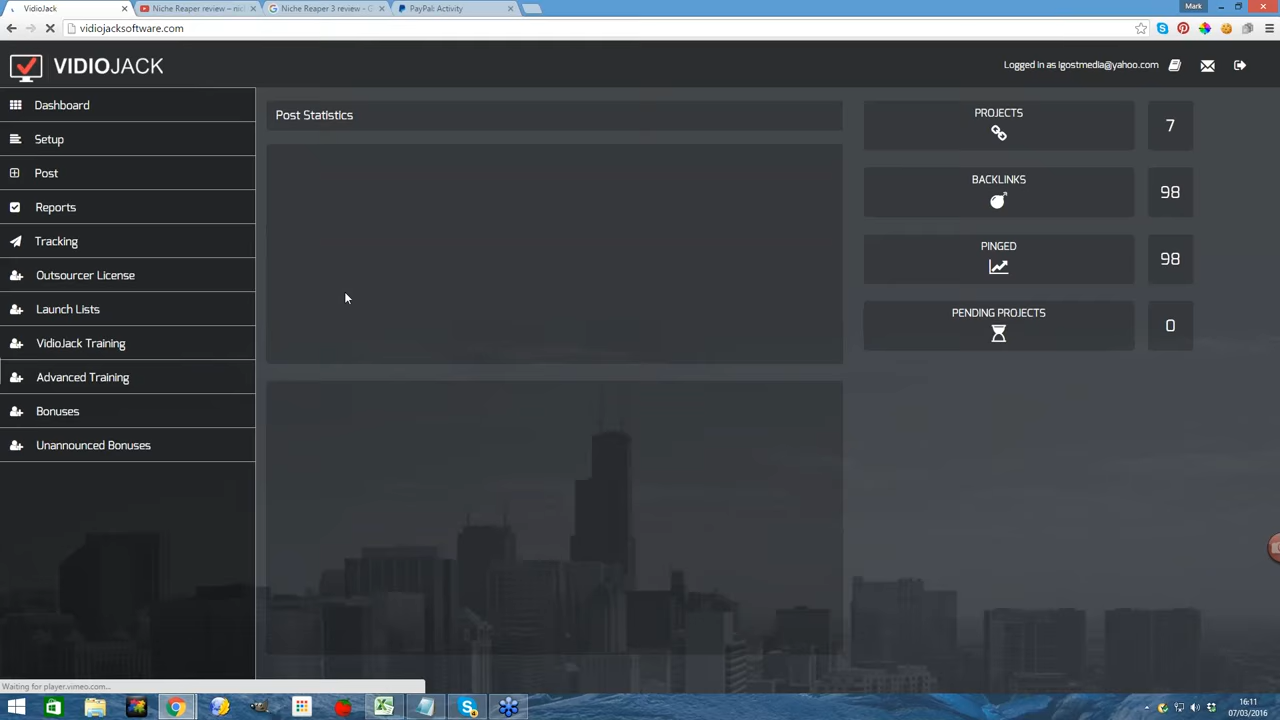 VidioJack
Niche Reaper review – nic
Niche Reaper 3 review - G
PayPal: Activity
Mark
vidiojacksoftware.com
VIDIOJACK
Logged in as igostmedia@yahoo.com
Dashboard
Setup
Post
Reports
Tracking
Outsourcer License
Launch Lists
VidioJack Training
Advanced Training
Bonuses
Unannounced Bonuses
Post Statistics
PROJECTS
7
BACKLINKS
98
PINGED
98
PENDING PROJECTS
0
Waiting for player.vimeo.com...
16:11
07/03/2016